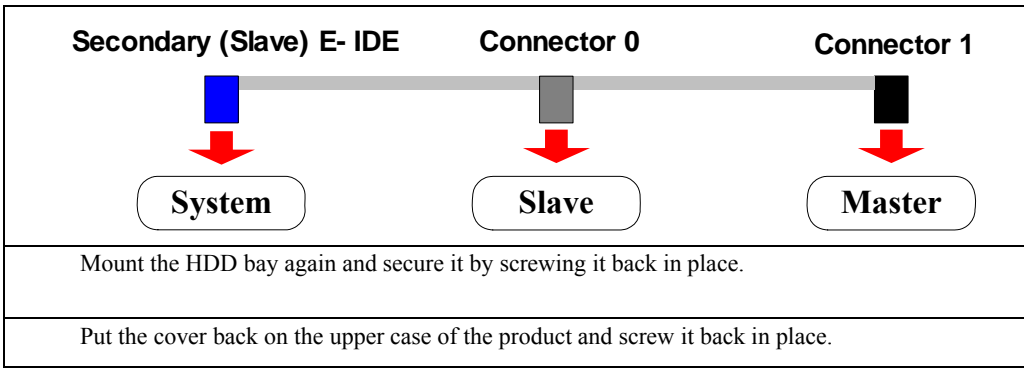 Secondary (Slave) E- IDE Connector 0 Connector 1
System Slave Master
Mount the HDD bay again and secure it by screwing it back in place.
Put the cover back on the upper case of the product and screw it back in place.